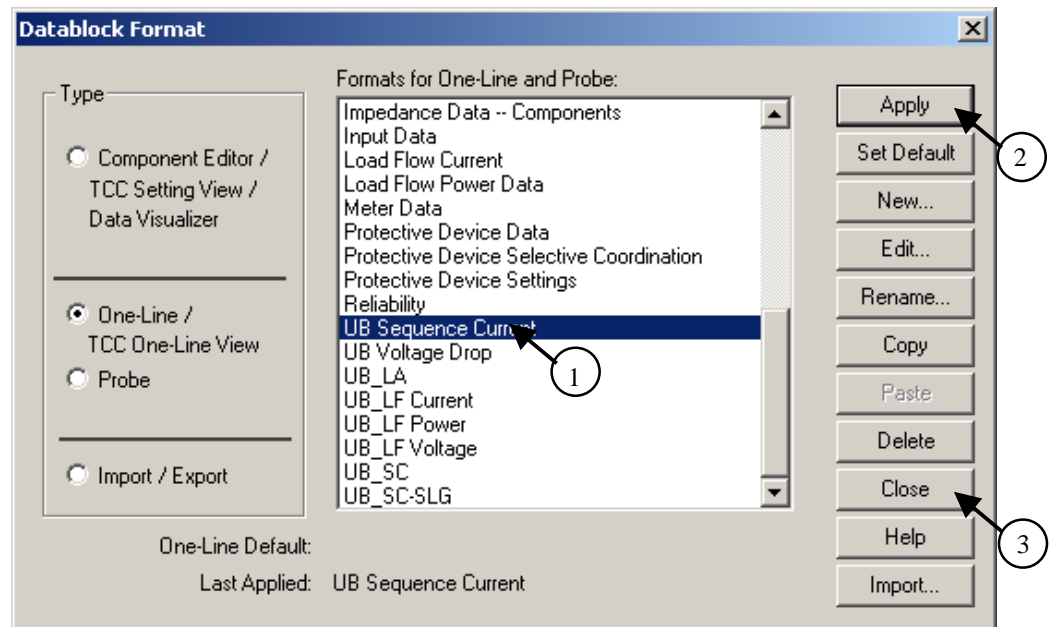 Datablock Format
Type
Component Editor /
TCC Setting View /
Data Visualizer
One-Line /
TCC One-Line View
Probe
Import / Export
Formats for One-Line and Probe:
Impedance Data -- Components
Input Data
Load Flow Current
Load Flow Power Data
Meter Data
Protective Device Data
Protective Device Selective Coordination
Protective Device Settings
Reliability
UB Sequence Current
UB Voltage Drop
UB_LA
UB_LF Current
UB_LF Power
UB_LF Voltage
UB_SC
UB_SC-SLG
1
Apply
Set Default
New...
Edit...
Rename...
Copy
Paste
Delete
Close
Help
Import...
2
3
One-Line Default:
Last Applied: UB Sequence Current